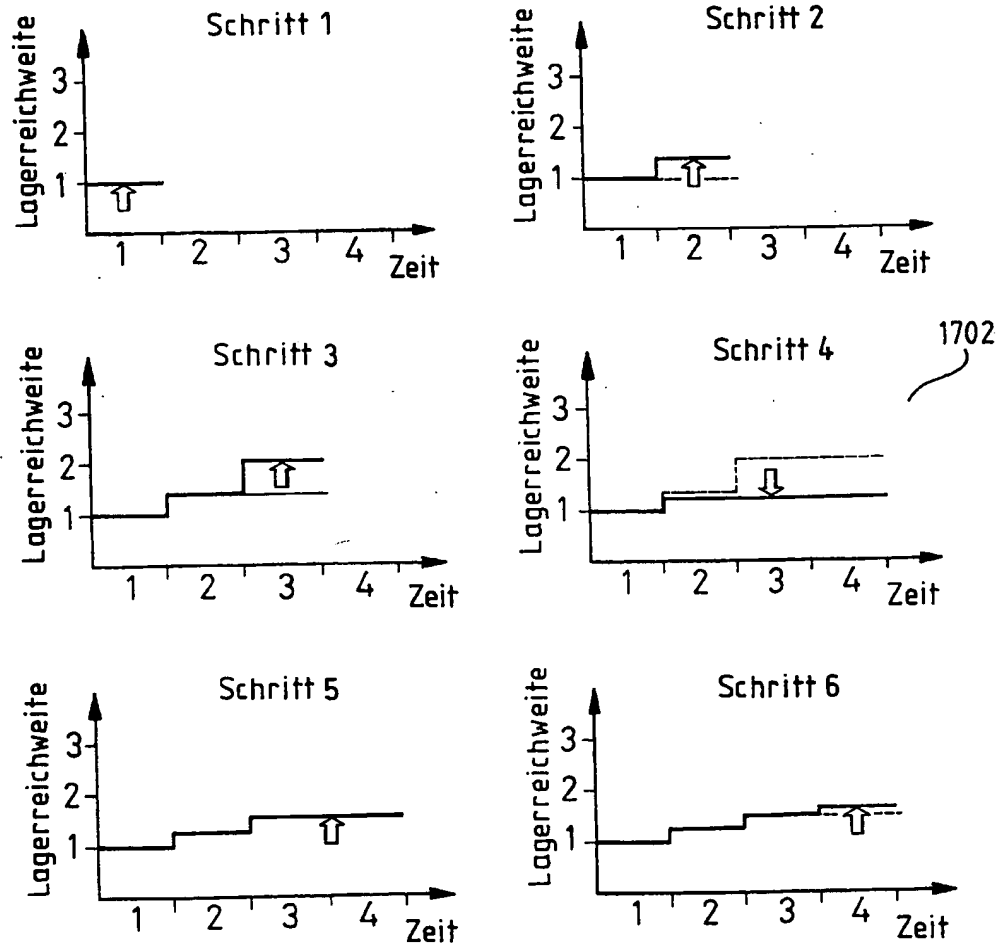 Schritt 1
Lagerreichweite
3
2
1
1 2 3 4
Zeit
Schritt 2
Lagerreichweite
3
2
1
1 2 3 4
Zeit
Schritt 3
Lagerreichweite
3
2
1
1 2 3 4
Zeit
Schritt 4
1702
Lagerreichweite
3
2
1
1 2 3 4
Zeit
Schritt 5
Lagerreichweite
3
2
1
1 2 3 4
Zeit
Schritt 6
Lagerreichweite
3
2
1
1 2 3 4
Zeit